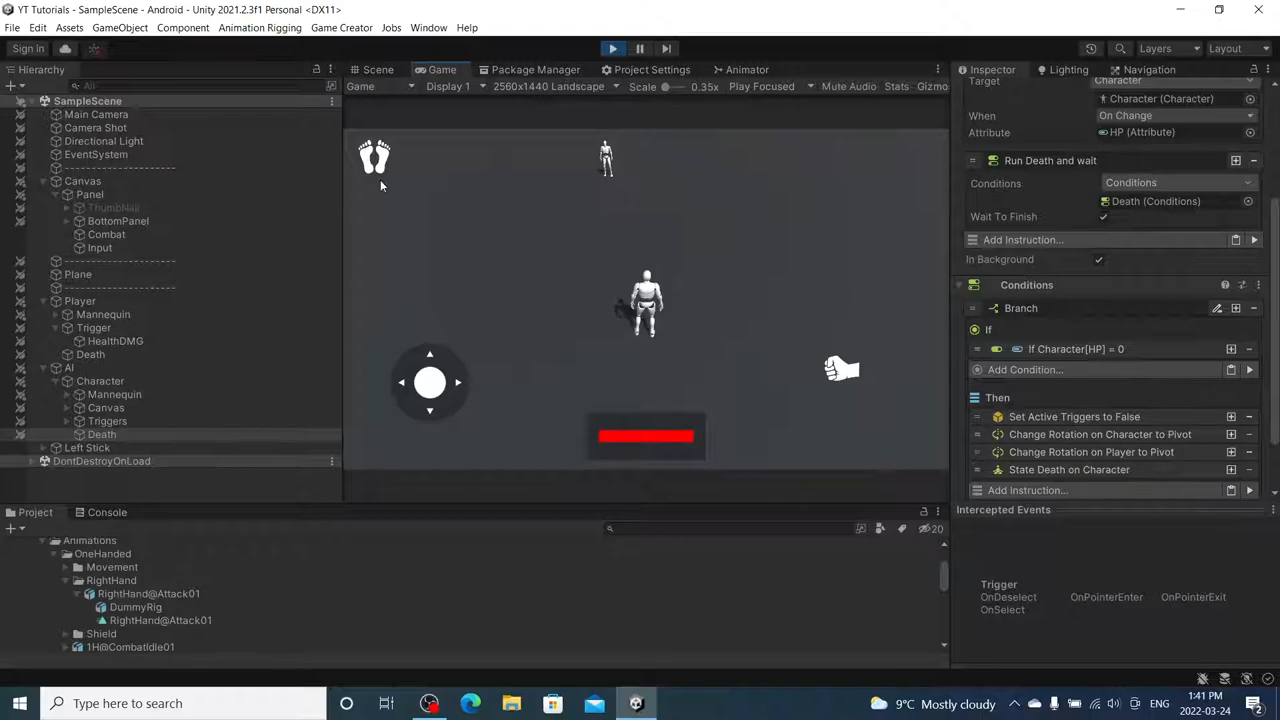 YT Tutorials - SampleScene - Android - Unity 2021.2.3f1 Personal <DX11>
File Edit Assets GameObject Component Animation Rigging Game Creator Jobs Window Help
Sign In Layers Layout
Hierarchy Scene Game Package Manager Project Settings Animator Inspector Lighting Navigation
All Game Display 1 2560x1440 Landscape Scale 0.35x Play Focused Mute Audio Stats Gizmo
SampleScene
Main Camera
Camera Shot
Directional Light
EventSystem
------------------------
Canvas
Panel
ThumbNail
BottomPanel
Combat
Input
------------------------
Plane
------------------------
Player
Mannequin
Trigger
HealthDMG
Death
AI
Character
Mannequin
Canvas
Triggers
Death
Left Stick
DontDestroyOnLoad
Target Character
Character (Character)
When On Change
Attribute HP (Attribute)
Run Death and wait
Conditions Conditions
Death (Conditions)
Wait To Finish
Add Instruction...
In Background
Conditions
Branch
If
If Character[HP] = 0
Add Condition...
Then
Set Active Triggers to False
Change Rotation on Character to Pivot
Change Rotation on Player to Pivot
State Death on Character
Add Instruction...
Intercepted Events
Trigger
OnDeselect OnPointerEnter OnPointerExit
OnSelect
Project Console
20
Animations
OneHanded
Movement
RightHand
RightHand@Attack01
DummyRig
RightHand@Attack01
Shield
1H@CombatIdle01
Type here to search
9°C Mostly cloudy
ENG
1:41 PM
2022-03-24
2